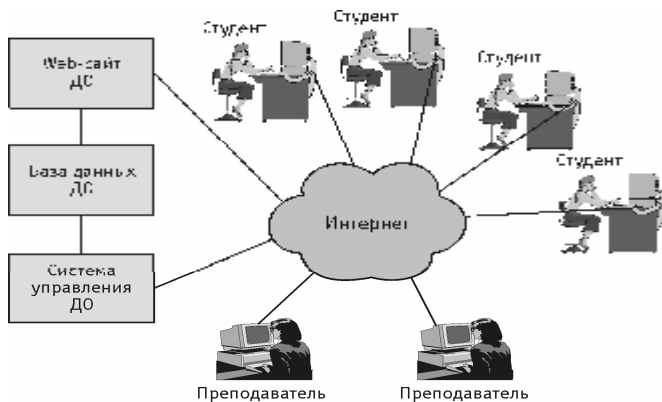 Студент
Студент
Студент
Студент
Web-сайт
ДО
База данных
ДО
Система
управления
ДО
Интернет
Преподаватель
Преподаватель